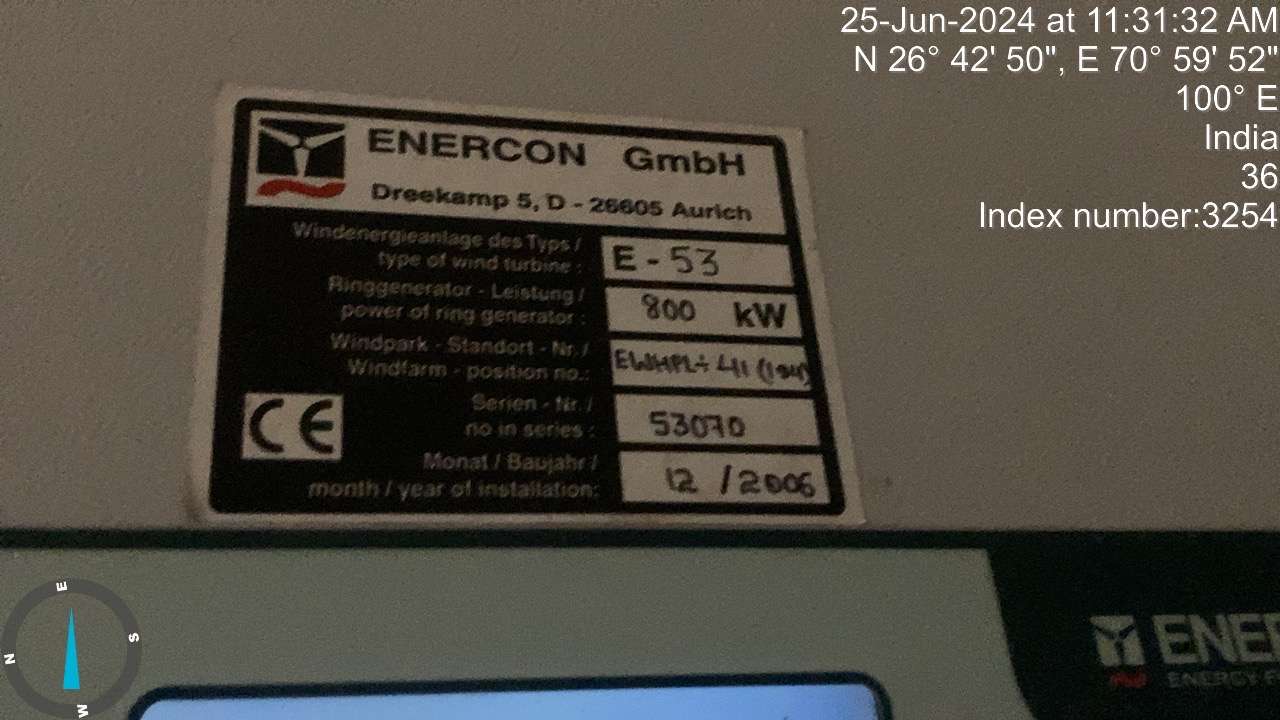 25-Jun-2024 at 11:31:32 AM
N 26° 42' 50", E 70° 59' 52"
100° E
India
36
Index number:3254
ENERCON GmbH
Dreekamp 5, D - 26605 Aurich
Windenergieanlage des Typs /
type of wind turbine : E - 53
Ringgenerator - Leistung /
power of ring generator : 800 kW
Windpark - Standort - Nr. /
Windfarm - position no.: 41
Serien - Nr. /
no in series : 53070
Monat / Baujahr /
month / year of installation: 12 / 2006
CE
ENER
ENERGY F
E
S
N
W